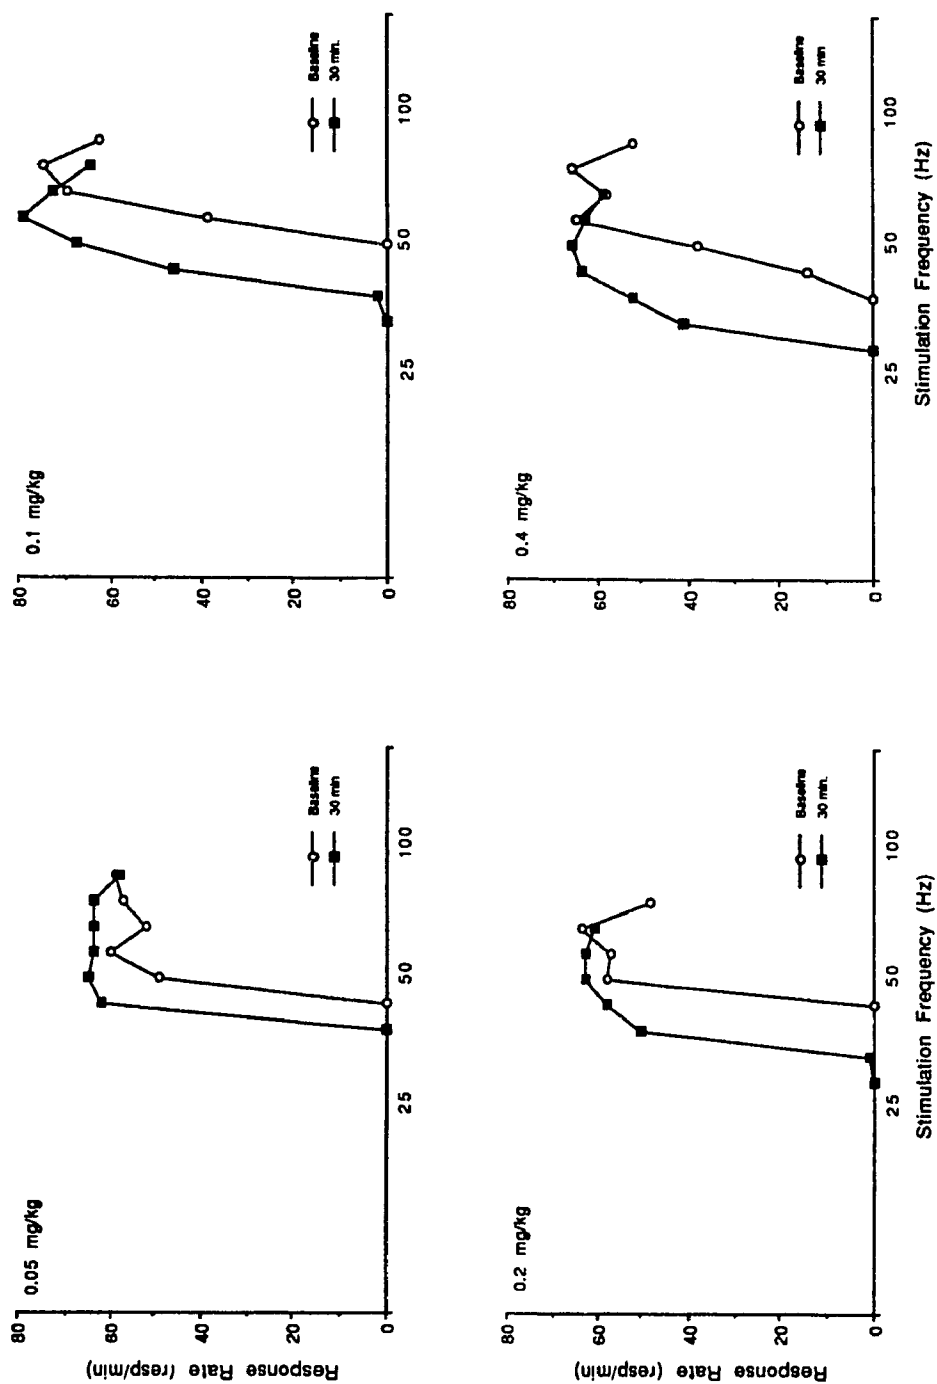 0.05 mg/kg
80
60
40
20
0
Response Rate (resp/min)
25
50
100
Baseline
30 min
0.1 mg/kg
80
60
40
20
0
25
50
100
Baseline
30 min.
0.2 mg/kg
80
60
40
20
0
Response Rate (resp/min)
25
50
100
Stimulation Frequency (Hz)
Baseline
30 min.
0.4 mg/kg
80
60
40
20
0
25
50
100
Stimulation Frequency (Hz)
Baseline
30 min